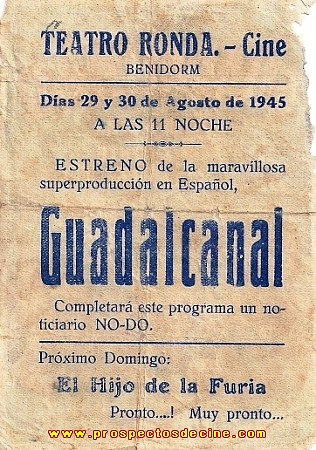 TEATRO RONDA. - Cine
BENIDORM
Días 29 y 30 de Agosto de 1945
A LAS 11 NOCHE
ESTRENO de la maravillosa
superproducción en Español,
Guadalcanal
Completará este programa un no-
ticiario NO-DO.
Próximo Domingo:
El Hijo de la Furia
Pronto....! Muy pronto...
www.prospectosdecine.com